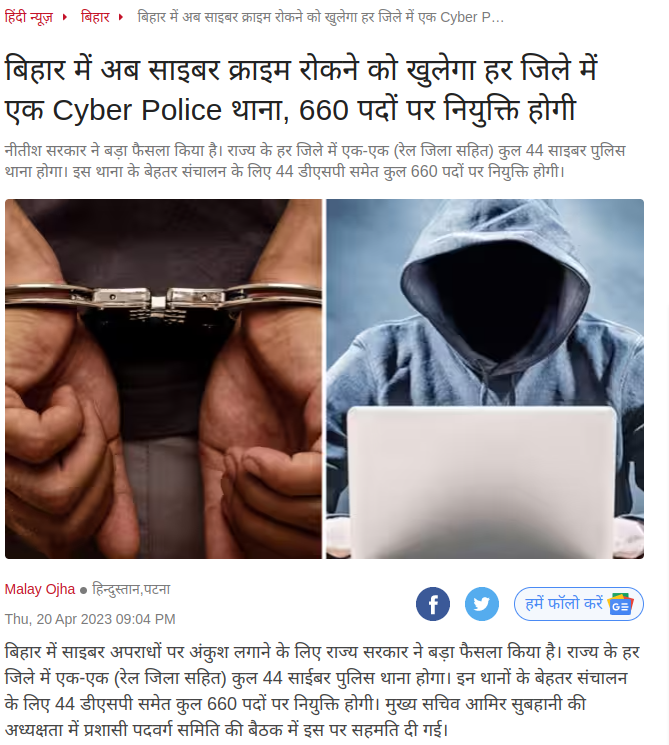 हिंदी न्यूज़ बिहार बिहार में अब साइबर क्राइम रोकने को खुलेगा हर जिले में एक Cyber P…
बिहार में अब साइबर क्राइम रोकने को खुलेगा हर जिले में
एक Cyber Police थाना, 660 पदों पर नियुक्ति होगी
नीतीश सरकार ने बड़ा फैसला किया है। राज्य के हर जिले में एक-एक (रेल जिला सहित) कुल 44 साइबर पुलिस
थाना होगा। इस थाना के बेहतर संचालन के लिए 44 डीएसपी समेत कुल 660 पदों पर नियुक्ति होगी।
Malay Ojha ● हिन्दुस्तान,पटना
हमें फॉलो करें
Thu, 20 Apr 2023 09:04 PM
बिहार में साइबर अपराधों पर अंकुश लगाने के लिए राज्य सरकार ने बड़ा फैसला किया है। राज्य के हर
जिले में एक-एक (रेल जिला सहित) कुल 44 साईबर पुलिस थाना होगा। इन थानों के बेहतर संचालन
के लिए 44 डीएसपी समेत कुल 660 पदों पर नियुक्ति होगी। मुख्य सचिव आमिर सुबहानी की
अध्यक्षता में प्रशासी पदवर्ग समिति की बैठक में इस पर सहमति दी गई।